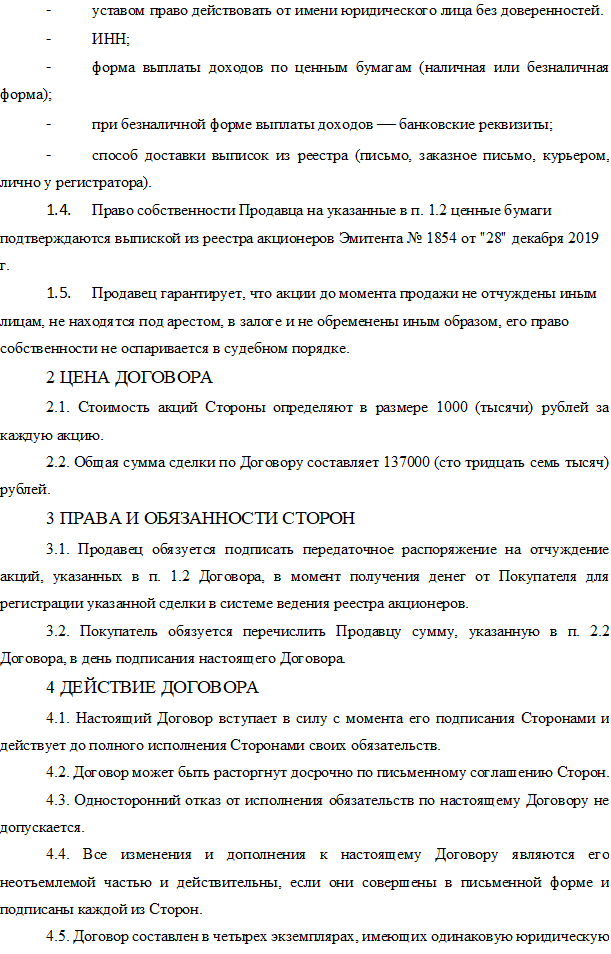 - уставом право действовать от имени юридического лица без доверенностей.
- ИНН;
- форма выплаты доходов по ценным бумагам (наличная или безналичная
форма);
- при безналичной форме выплаты доходов — банковские реквизиты;
- способ доставки выписок из реестра (письмо, заказное письмо, курьером,
лично у регистратора).
1.4. Право собственности Продавца на указанные в п. 1.2 ценные бумаги
подтверждаются выпиской из реестра акционеров Эмитента № 1854 от "28" декабря 2019
г.
1.5. Продавец гарантирует, что акции до момента продажи не отчуждены иным
лицам, не находятся под арестом, в залоге и не обременены иным образом, его право
собственности не оспаривается в судебном порядке.
2 ЦЕНА ДОГОВОРА
2.1. Стоимость акций Стороны определяют в размере 1000 (тысячи) рублей за
каждую акцию.
2.2. Общая сумма сделки по Договору составляет 137000 (сто тридцать семь тысяч)
рублей.
3 ПРАВА И ОБЯЗАННОСТИ СТОРОН
3.1. Продавец обязуется подписать передаточное распоряжение на отчуждение
акций, указанных в п. 1.2 Договора, в момент получения денег от Покупателя для
регистрации указанной сделки в системе ведения реестра акционеров.
3.2. Покупатель обязуется перечислить Продавцу сумму, указанную в п. 2.2
Договора, в день подписания настоящего Договора.
4 ДЕЙСТВИЕ ДОГОВОРА
4.1. Настоящий Договор вступает в силу с момента его подписания Сторонами и
действует до полного исполнения Сторонами своих обязательств.
4.2. Договор может быть расторгнут досрочно по письменному соглашению Сторон.
4.3. Односторонний отказ от исполнения обязательств по настоящему Договору не
допускается.
4.4. Все изменения и дополнения к настоящему Договору являются его
неотъемлемой частью и действительны, если они совершены в письменной форме и
подписаны каждой из Сторон.
4.5. Договор составлен в четырех экземплярах, имеющих одинаковую юридическую